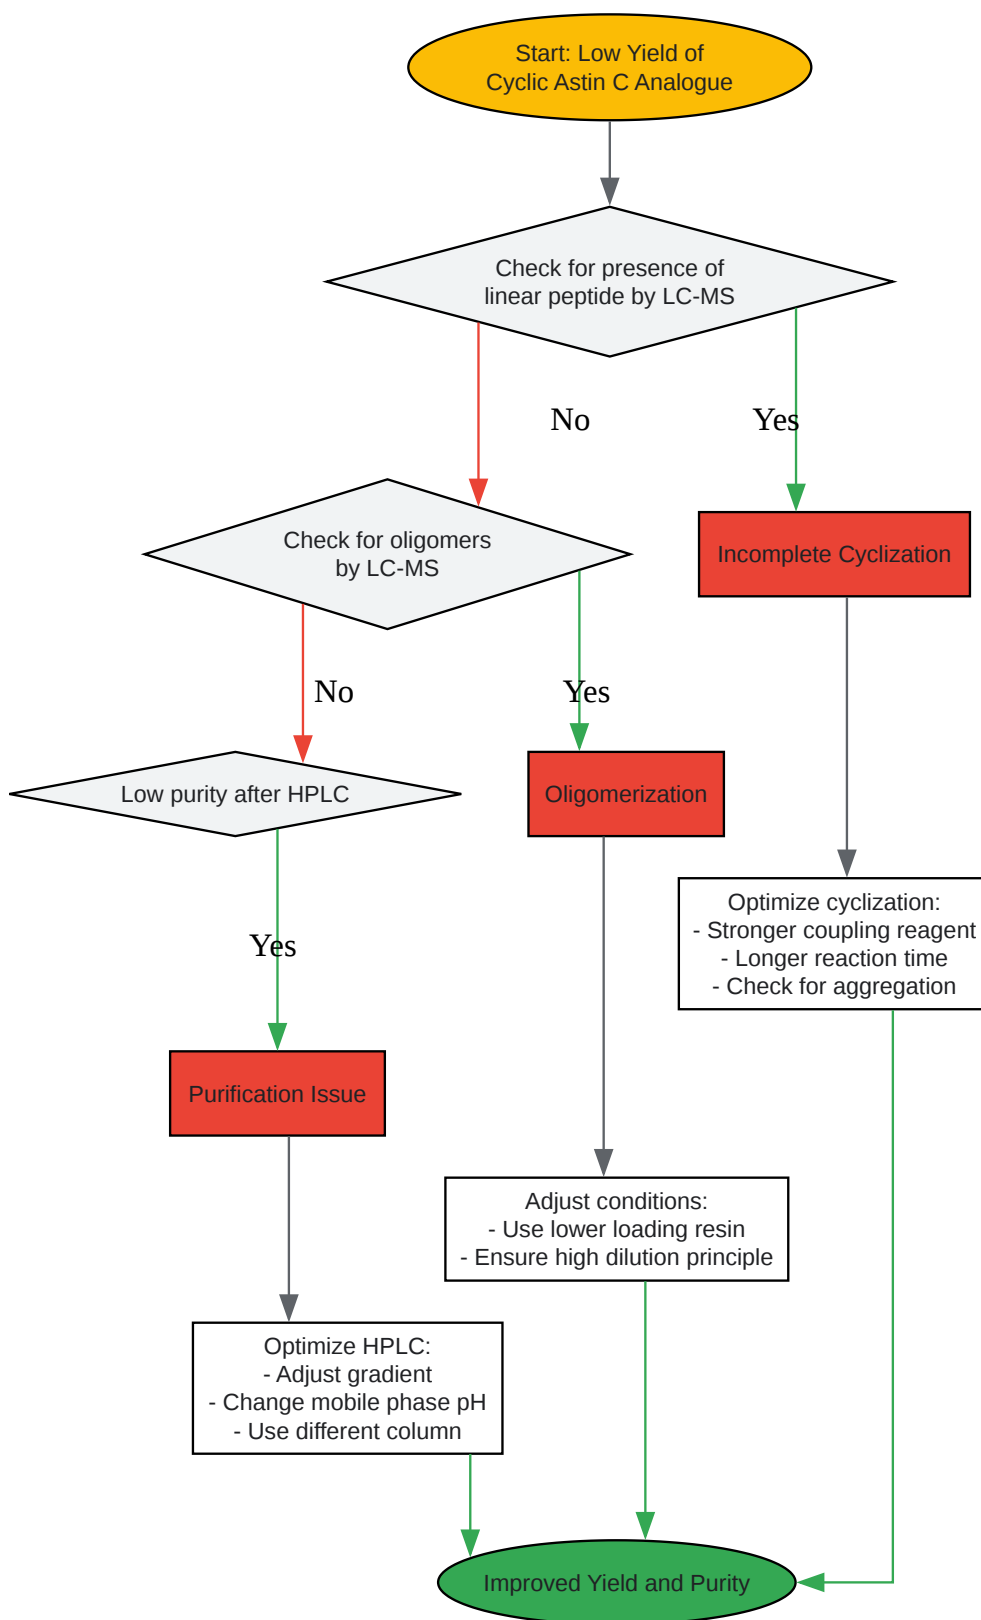 Start: Low Yield of
Cyclic Astin C Analogue
Check for presence of
linear peptide by LC-MS
No
Yes
Check for oligomers
by LC-MS
Incomplete Cyclization
No
Yes
Low purity after HPLC
Oligomerization
Optimize cyclization:
- Stronger coupling reagent
- Longer reaction time
- Check for aggregation
Yes
Purification Issue
Adjust conditions:
- Use lower loading resin
- Ensure high dilution principle
Optimize HPLC:
- Adjust gradient
- Change mobile phase pH
- Use different column
Improved Yield and Purity